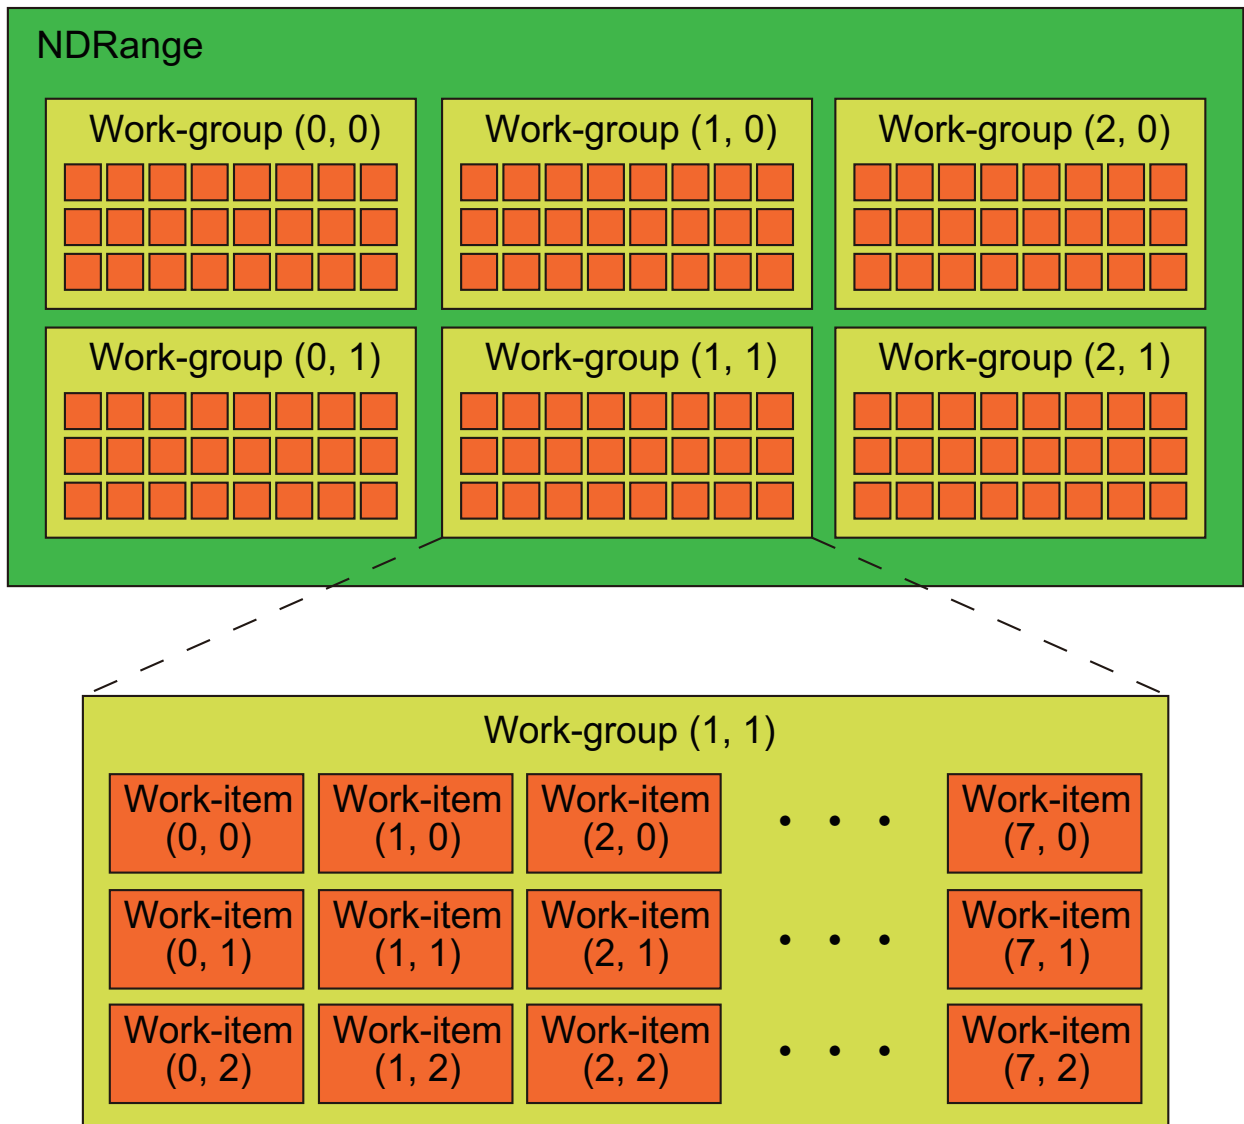 NDRange
Work-group (0, 0)
Work-group (1, 0)
Work-group (2, 0)
Work-group (0, 1)
Work-group (1, 1)
Work-group (2, 1)
Work-group (1, 1)
Work-item
(0, 0)
Work-item
(1, 0)
Work-item
(2, 0)
. . .
Work-item
(7, 0)
Work-item
(0, 1)
Work-item
(1, 1)
Work-item
(2, 1)
. . .
Work-item
(7, 1)
Work-item
(0, 2)
Work-item
(1, 2)
Work-item
(2, 2)
. . .
Work-item
(7, 2)